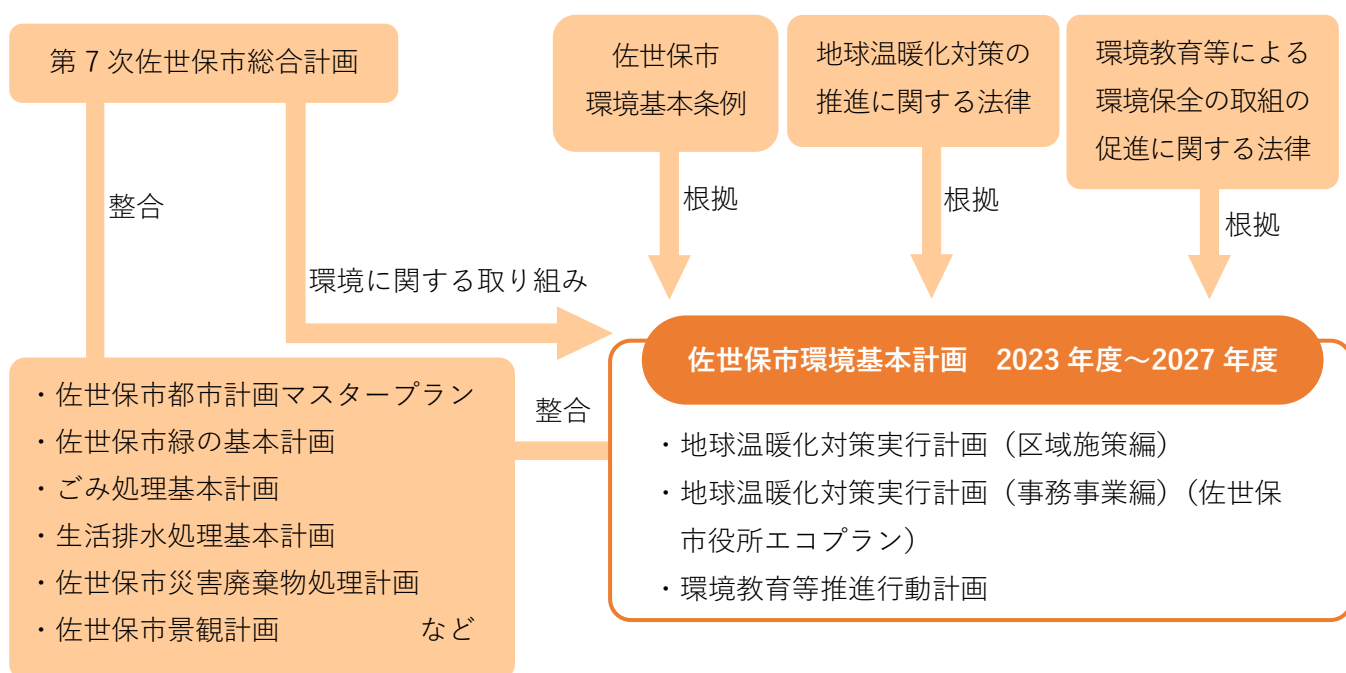 第7次佐世保市総合計画
佐世保市
環境基本条例
地球温暖化対策の
推進に関する法律
環境教育等による
環境保全の取組の
促進に関する法律
整合
根拠
根拠
根拠
環境に関する取り組み
佐世保市環境基本計画　2023年度～2027年度
・佐世保市都市計画マスタープラン
・佐世保市緑の基本計画
・ごみ処理基本計画
・生活排水処理基本計画
・佐世保市災害廃棄物処理計画
・佐世保市景観計画　　　　　など
整合
・地球温暖化対策実行計画（区域施策編）
・地球温暖化対策実行計画（事務事業編）（佐世保
市役所エコプラン）
・環境教育等推進行動計画